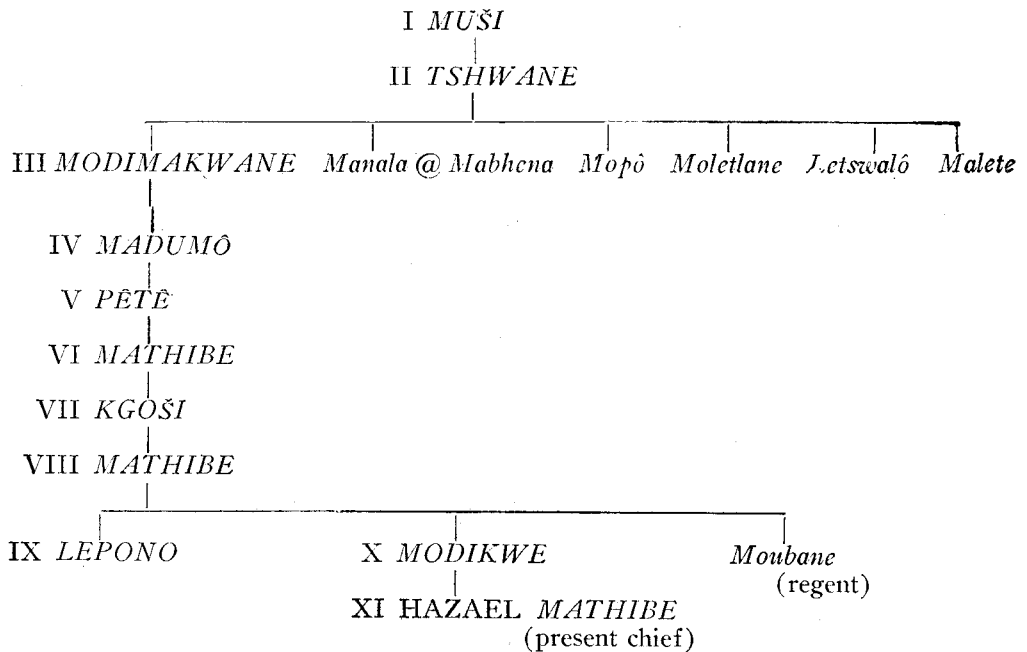 I MUŠI
II TSHWANE
III MODIMAKWANE Manala @ Mabhena Mopô Moletlane Letswalô Malete
IV MADUMÔ
V PÊTÊ
VI MATHIBE
VII KGOŠI
VIII MATHIBE
IX LEPONO X MODIKWE Moubane
(regent)
XI HAZAEL MATHIBE
(present chief)